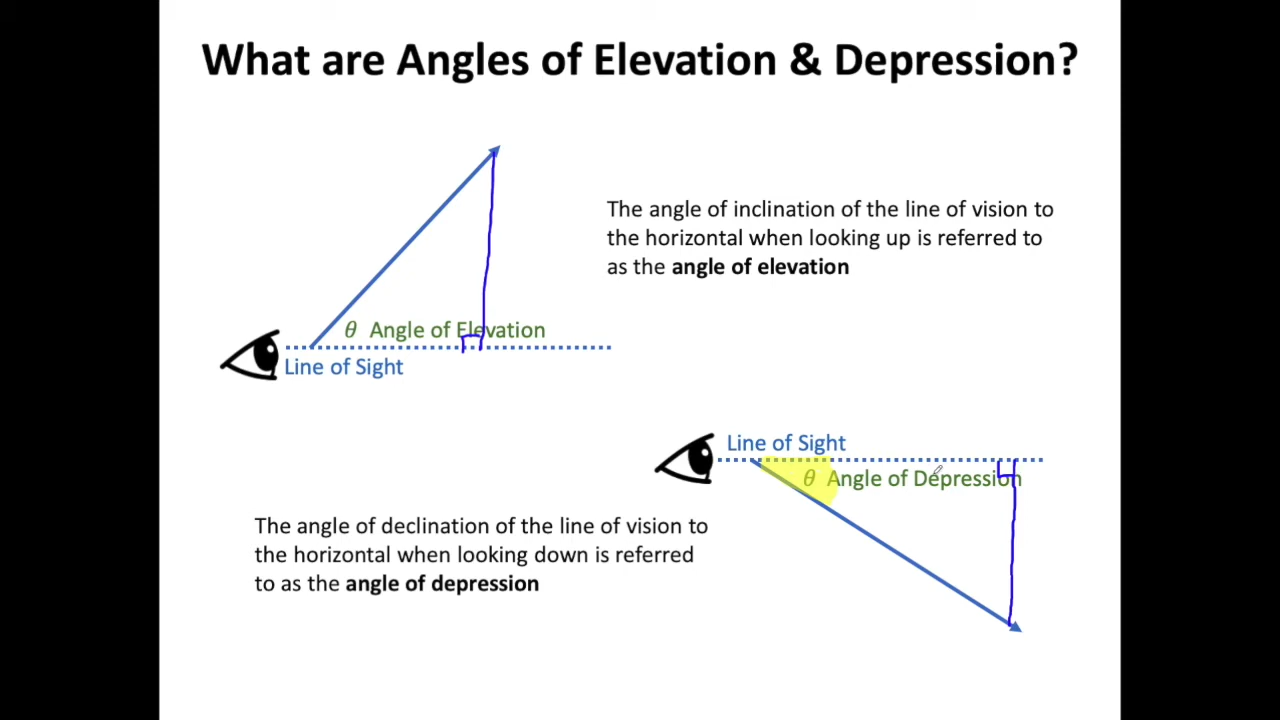 What are Angles of Elevation & Depression?
The angle of inclination of the line of vision to
the horizontal when looking up is referred to
as the angle of elevation
θ Angle of Elevation
Line of Sight
Line of Sight
θ Angle of Depression
The angle of declination of the line of vision to
the horizontal when looking down is referred
to as the angle of depression